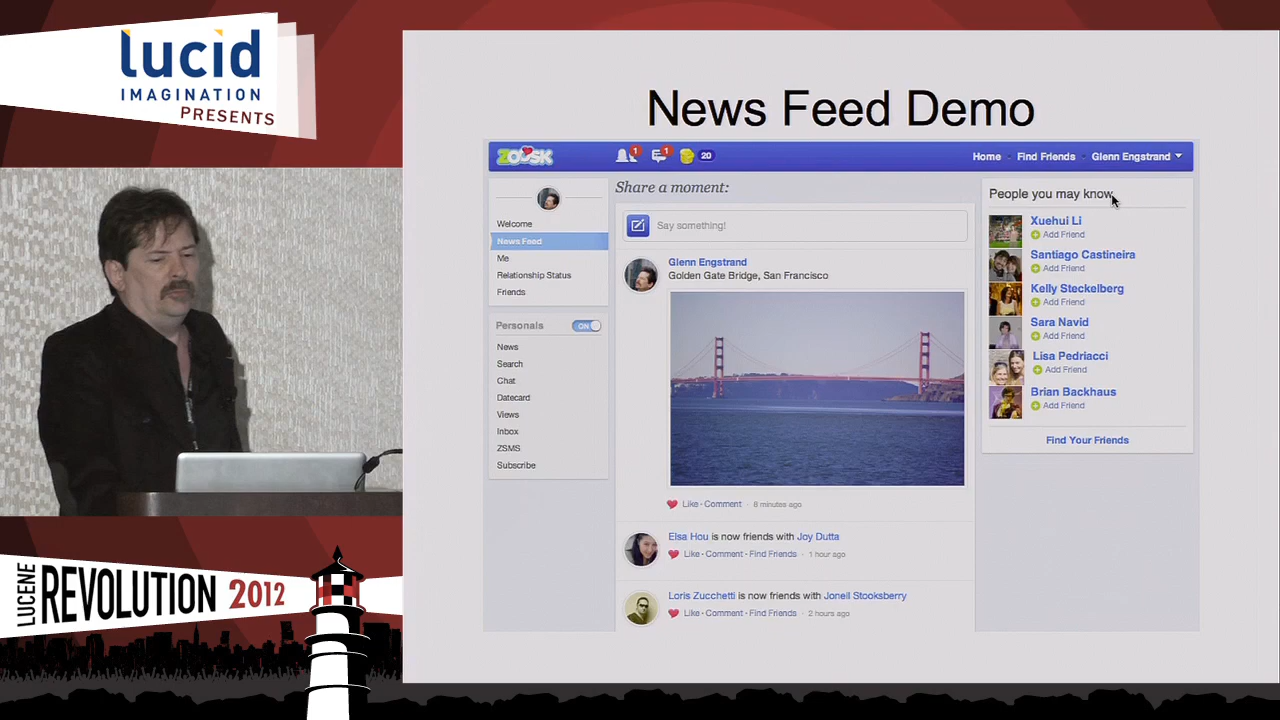 lucid
IMAGINATION
PRESENTS
LUCENE
REVOLUTION 2012
News Feed Demo
ZOOSK
1
1
20
Home · Find Friends · Glenn Engstrand
Welcome
News Feed
Me
Relationship Status
Friends
Personals ON
News
Search
Chat
Datecard
Views
Inbox
ZSMS
Subscribe
Share a moment:
Say something!
Glenn Engstrand
Golden Gate Bridge, San Francisco
Like · Comment · 8 minutes ago
Elsa Hou is now friends with Joy Dutta
Like · Comment · Find Friends · 1 hour ago
Loris Zucchetti is now friends with Jonell Stooksberry
Like · Comment · Find Friends · 2 hours ago
People you may know
Xuehui Li
Add Friend
Santiago Castineira
Add Friend
Kelly Steckelberg
Add Friend
Sara Navid
Add Friend
Lisa Pedriacci
Add Friend
Brian Backhaus
Add Friend
Find Your Friends